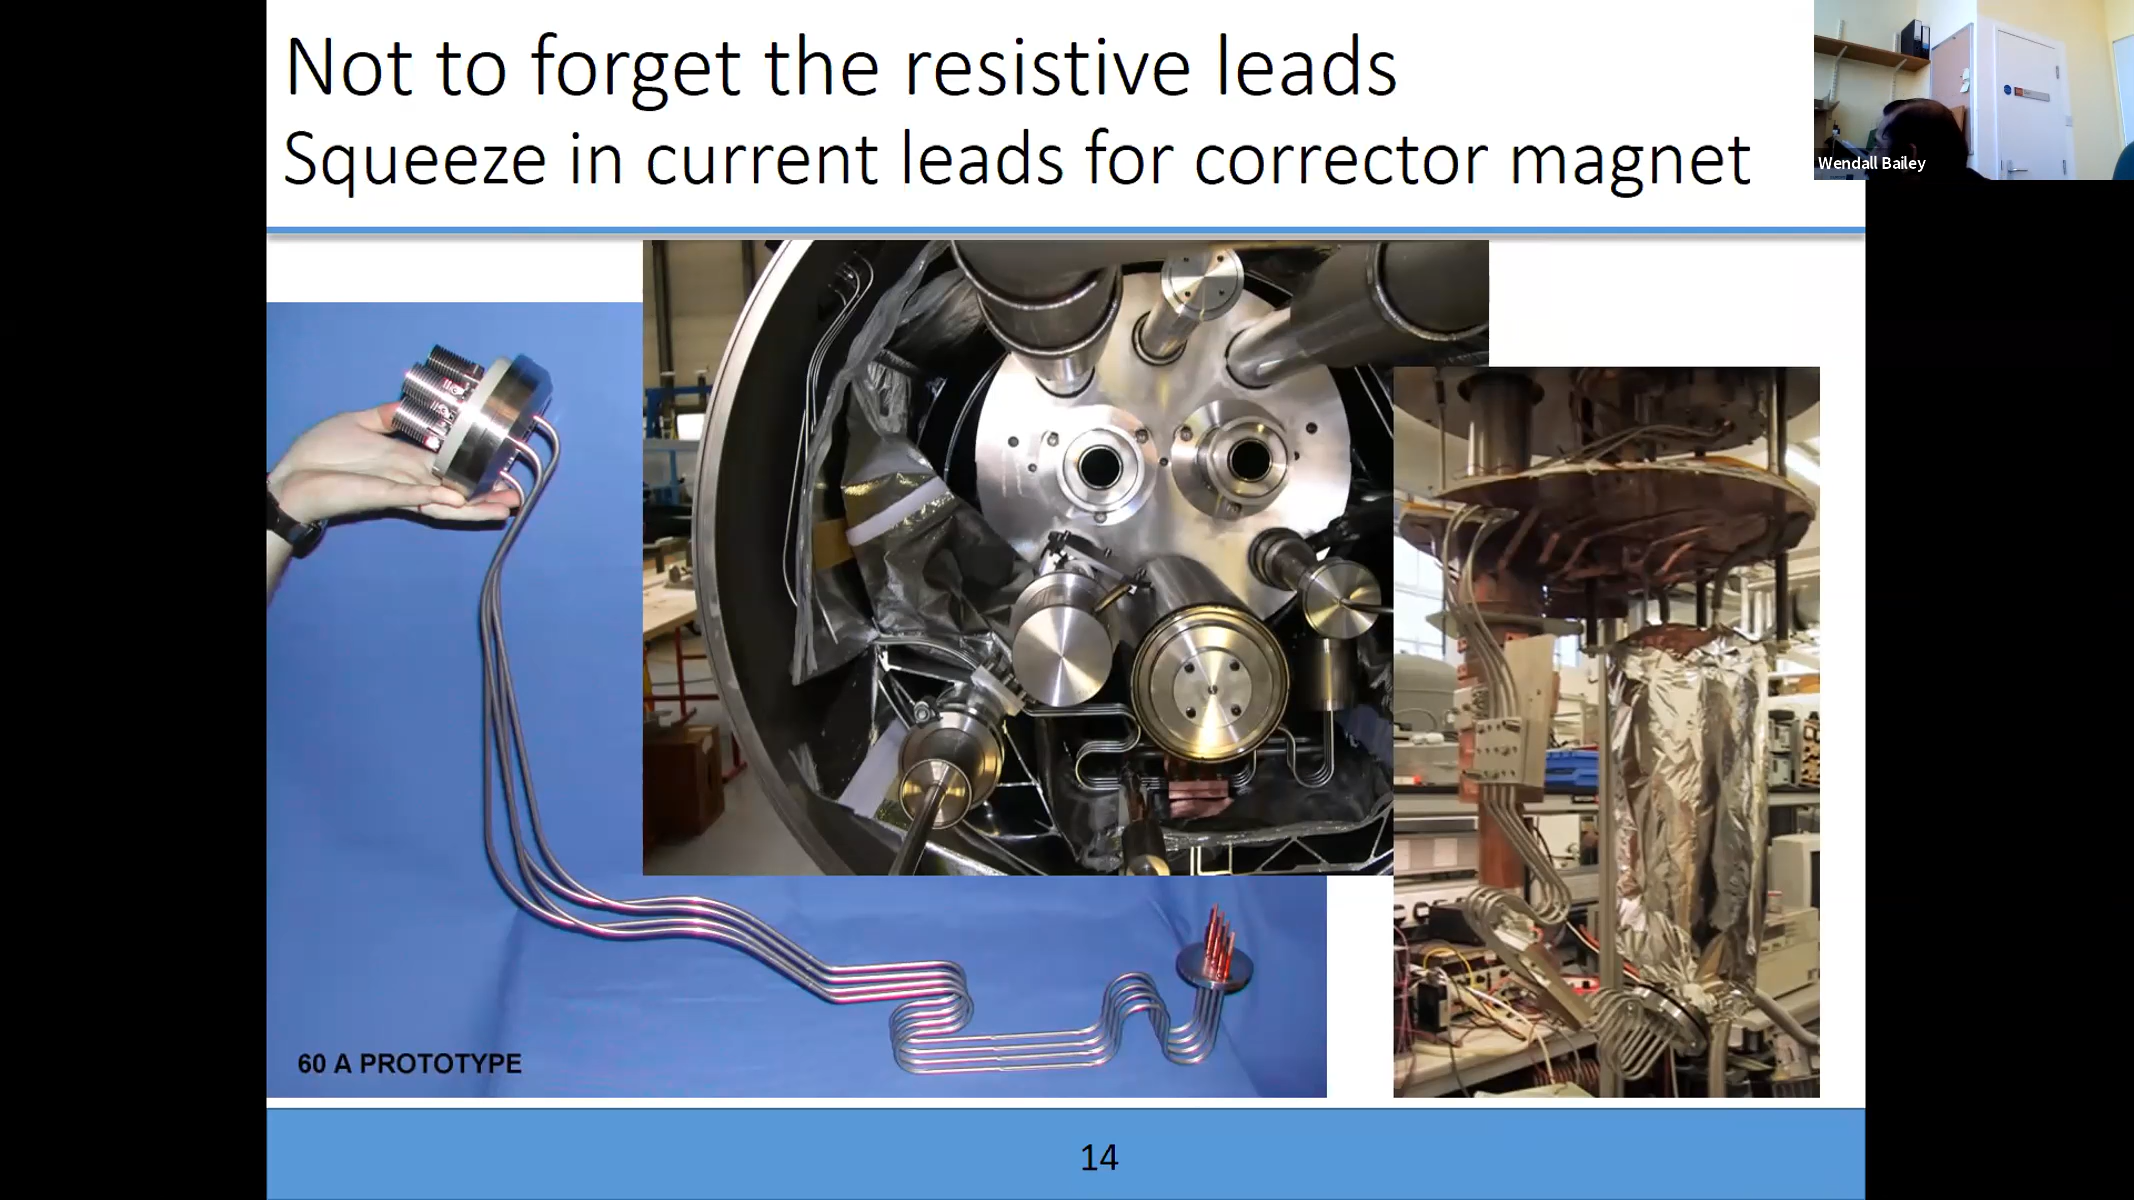 Not to forget the resistive leads
Squeeze in current leads for corrector magnet
Wendall Bailey
60 A PROTOTYPE
14